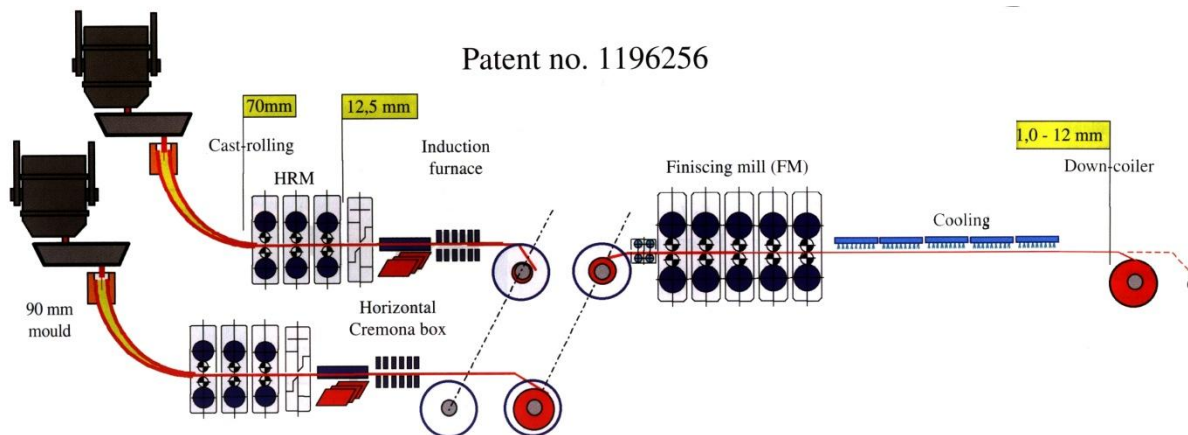 Patent no. 1196256
70mm
12,5 mm
Cast-rolling
HRM
Induction
furnace
Finiscing mill (FM)
1,0 - 12 mm
Down-coiler
Cooling
90 mm
mould
Horizontal
Cremona box